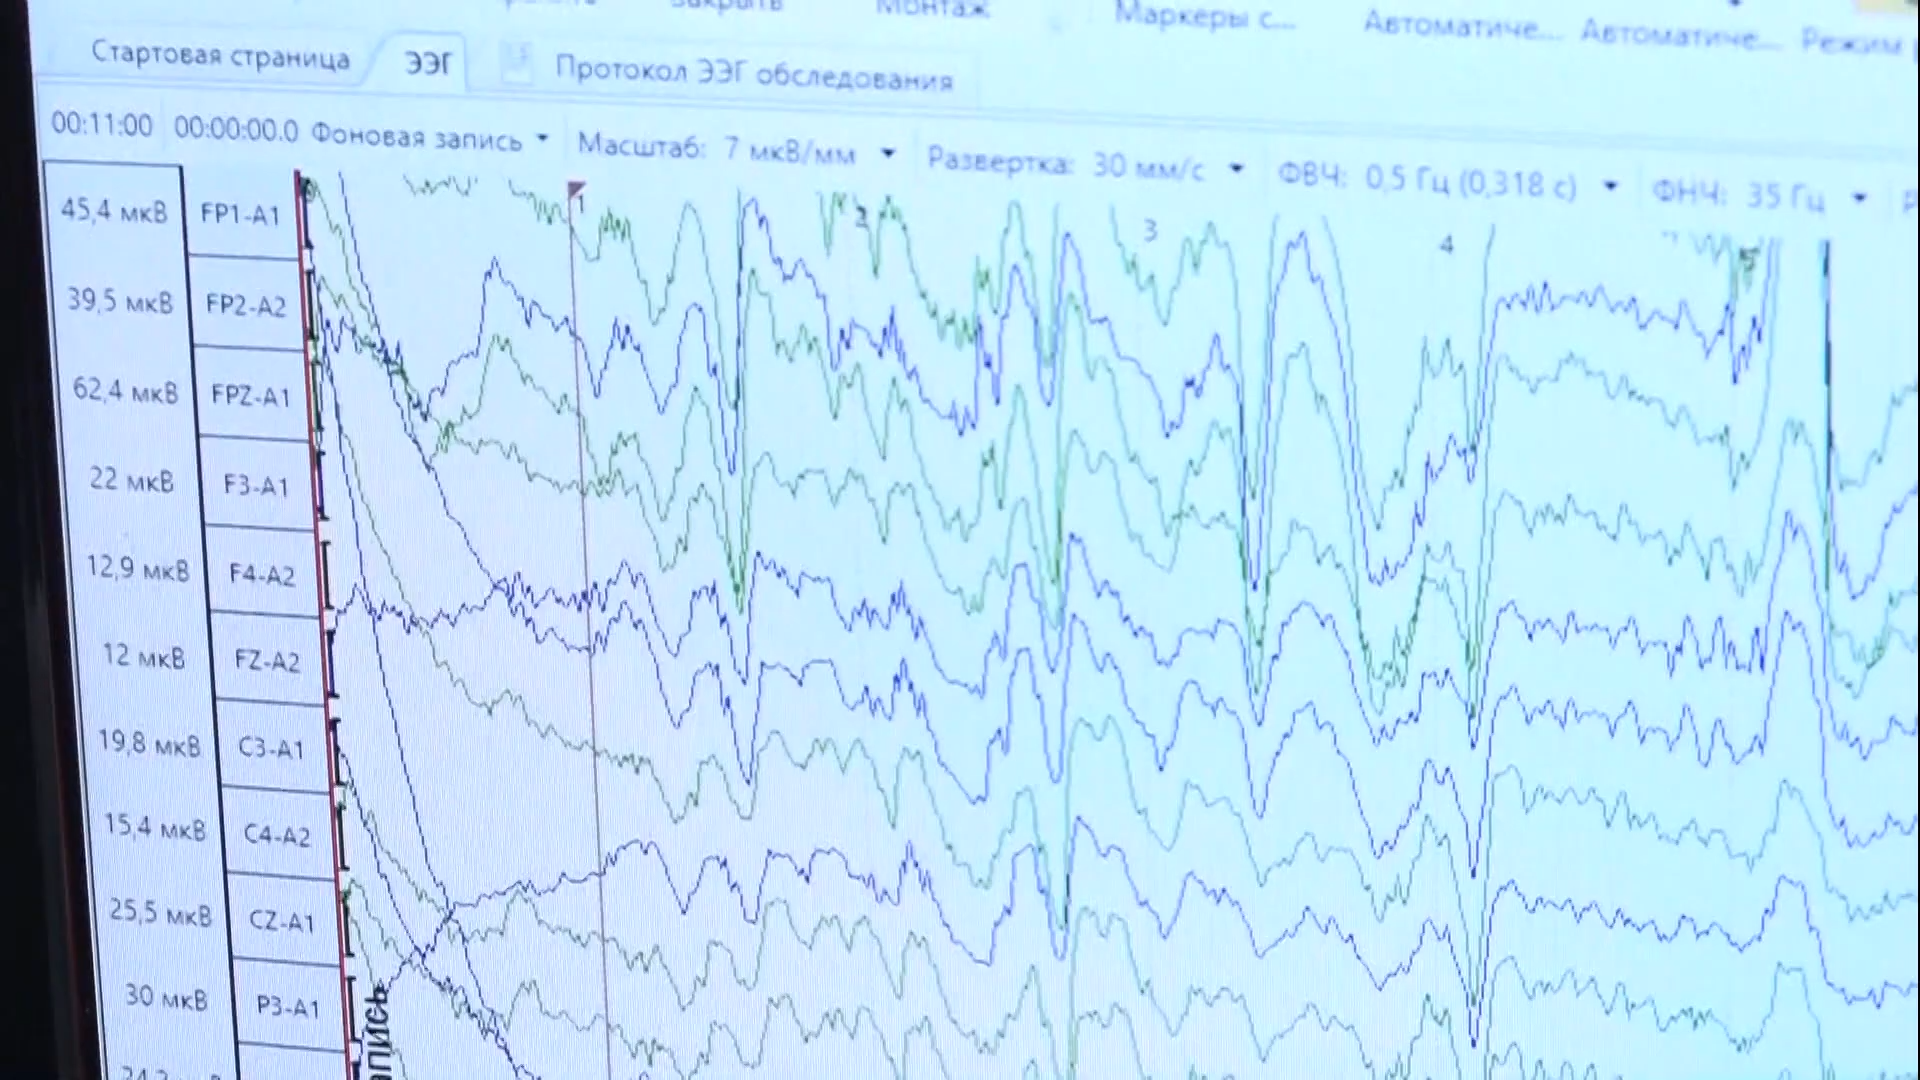 Закрыть Монтаж Маркеры с... Автоматиче... Автоматиче... Режим
Стартовая страница ЭЭГ Протокол ЭЭГ обследования
00:11:00 00:00:00.0 Фоновая запись Масштаб: 7 мкВ/мм Развертка: 30 мм/с ФВЧ: 0,5 Гц (0,318 с) ФНЧ: 35 Гц
1 2 3 4 5
45,4 мкВ FP1-A1
39,5 мкВ FP2-A2
62,4 мкВ FPZ-A1
22 мкВ F3-A1
12,9 мкВ F4-A2
12 мкВ FZ-A2
19,8 мкВ C3-A1
15,4 мкВ C4-A2
25,5 мкВ CZ-A1
30 мкВ P3-A1